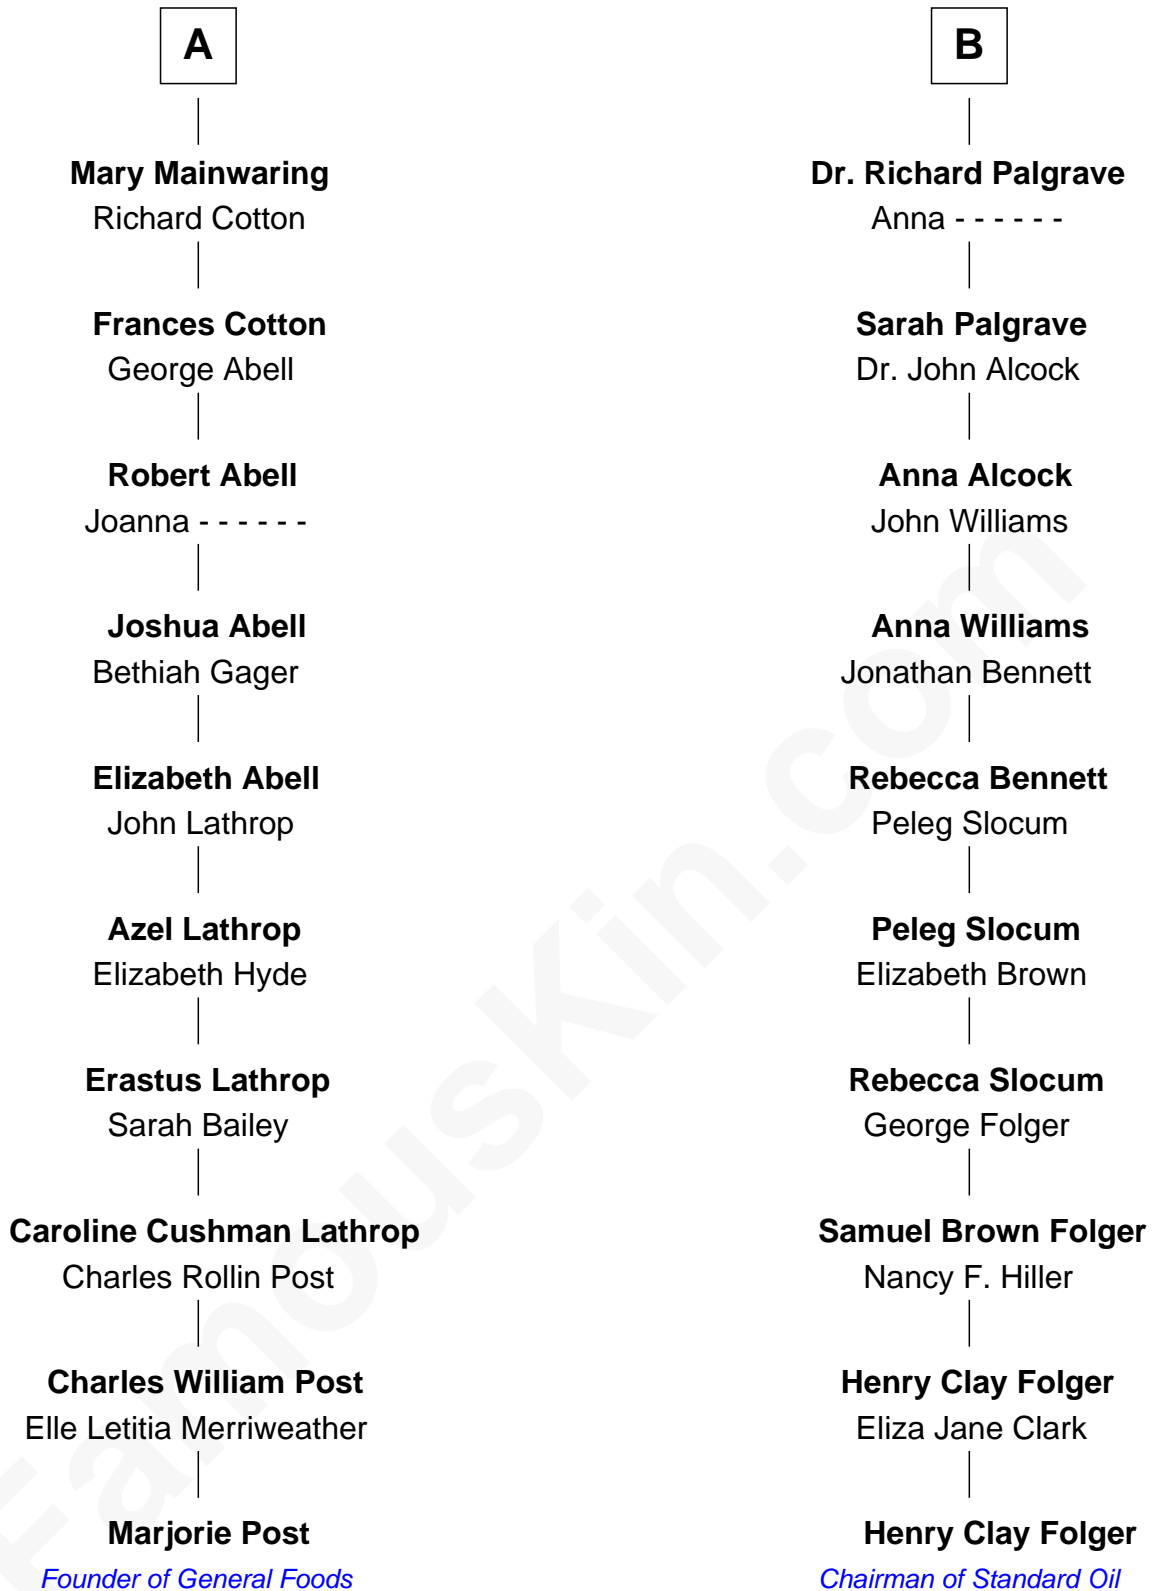 A
Mary Mainwaring
Richard Cotton
Frances Cotton
George Abell
Robert Abell
Joanna - - - - - -
Joshua Abell
Bethiah Gager
Elizabeth Abell
John Lathrop
Azel Lathrop
Elizabeth Hyde
Erastus Lathrop
Sarah Bailey
Caroline Cushman Lathrop
Charles Rollin Post
Charles William Post
Elle Letitia Merriweather
Marjorie Post
Founder of General Foods
B
Dr. Richard Palgrave
Anna - - - - - -
Sarah Palgrave
Dr. John Alcock
Anna Alcock
John Williams
Anna Williams
Jonathan Bennett
Rebecca Bennett
Peleg Slocum
Peleg Slocum
Elizabeth Brown
Rebecca Slocum
George Folger
Samuel Brown Folger
Nancy F. Hiller
Henry Clay Folger
Eliza Jane Clark
Henry Clay Folger
Chairman of Standard Oil
FamousKin.com